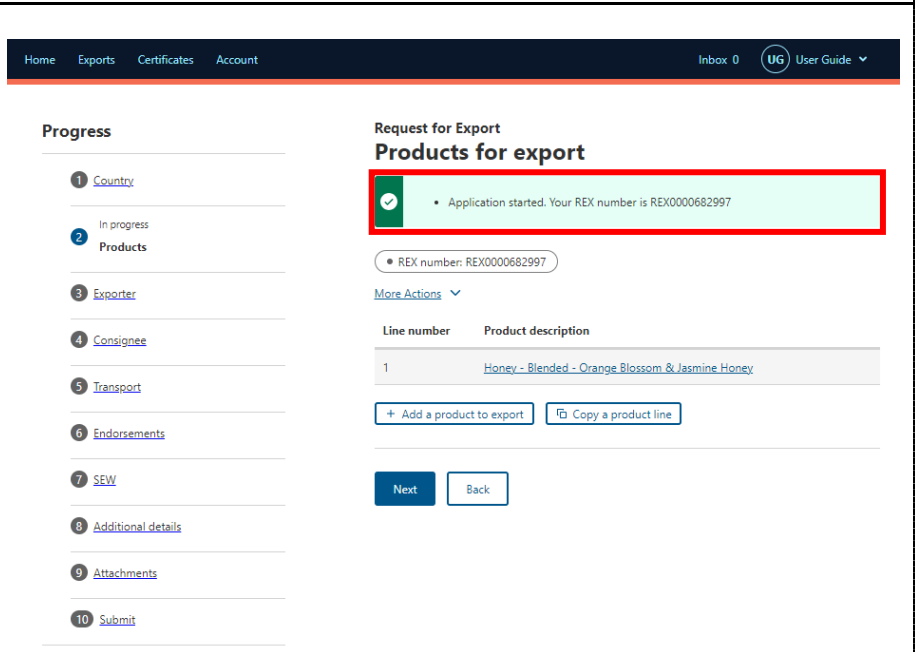 Home Exports Certificates Account Inbox 0 UG User Guide
Progress
1 Country
In progress
2 Products
3 Exporter
4 Consignee
5 Transport
6 Endorsements
7 SEW
8 Additional details
9 Attachments
10 Submit
Request for Export
Products for export
• Application started. Your REX number is REX0000682997
REX number: REX0000682997
More Actions
Line number Product description
1 Honey - Blended - Orange Blossom & Jasmine Honey
+ Add a product to export Copy a product line
Next Back